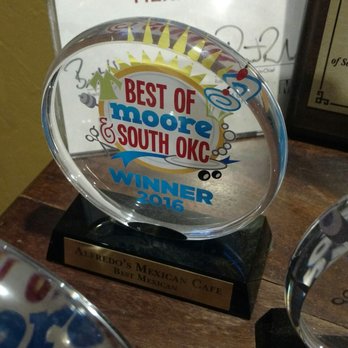 BEST OF
moore
& SOUTH OKC
WINNER
2016
ALFREDO'S MEXICAN CAFE
BEST MEXICAN